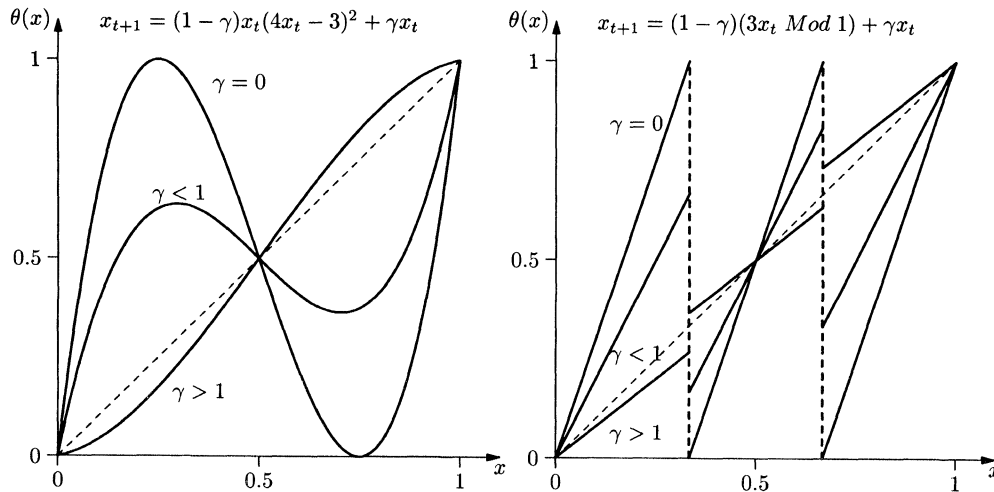 θ(x)
x_{t+1} = (1 − γ)x_t(4x_t − 3)^2 + γx_t
1
γ = 0
γ < 1
0.5
γ > 1
0
0
0.5
1
x
θ(x)
x_{t+1} = (1 − γ)(3x_t Mod 1) + γx_t
1
γ = 0
0.5
γ < 1
γ > 1
0
0
0.5
1
x